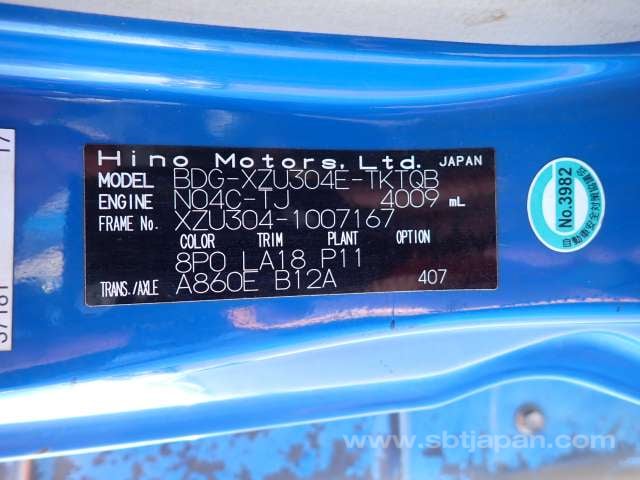 Hino Motors, Ltd. JAPAN
MODEL BDG-XZU304E-TKTQB
ENGINE N04C-TJ 4009 mL
FRAME No. XZU304-1007167
COLOR TRIM PLANT OPTION
8P0 LA18 P11
TRANS./AXLE A860E B12A 407
No.3982
www.sbtjapan.com